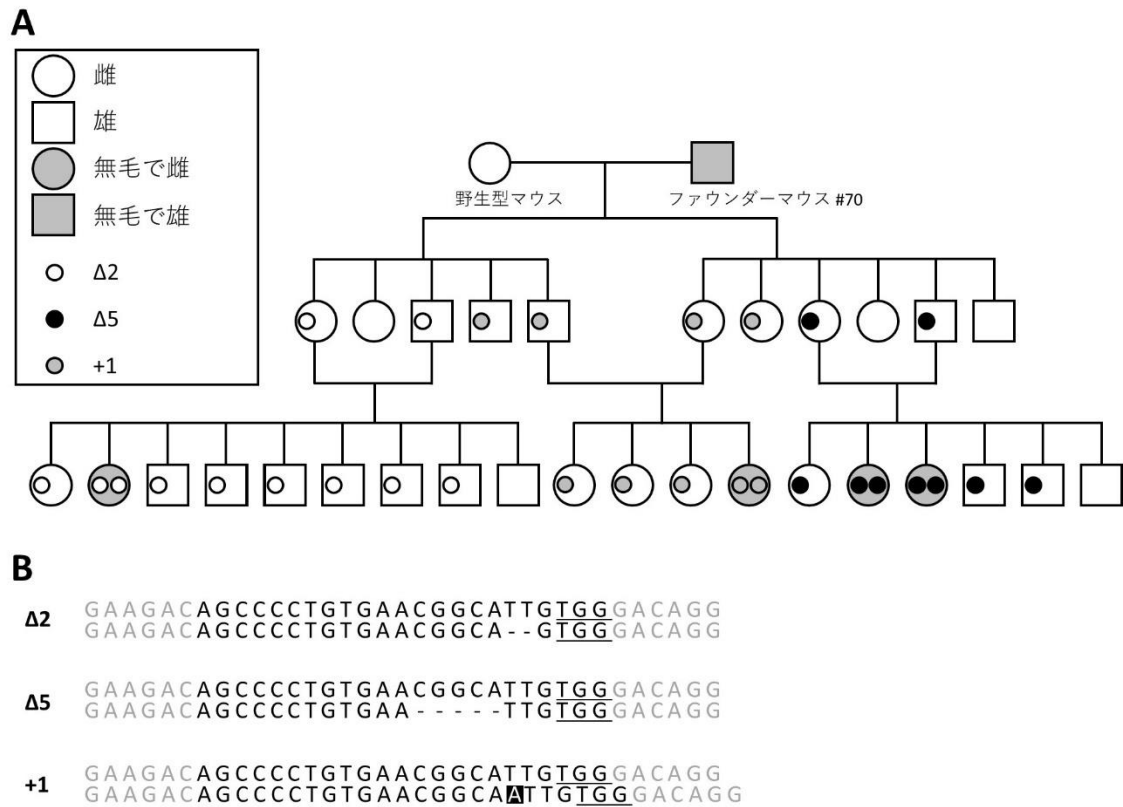 A
雌
雄
無毛で雌
無毛で雄
Δ2
Δ5
+1
野生型マウス
ファウンダーマウス #70
B
Δ2
GAAGACAGCCCCTGTGAACGGCATTGTGGGACAGG
GAAGACAGCCCCTGTGAACGGCA--GTGGGACAGG
Δ5
GAAGACAGCCCCTGTGAACGGCATTGTGGGACAGG
GAAGACAGCCCCTGTGAA-----TTGTGGGACAGG
+1
GAAGACAGCCCCTGTGAACGGCATTGTGGGACAGG
GAAGACAGCCCCTGTGAACGGCAATTGTGGGACAGG